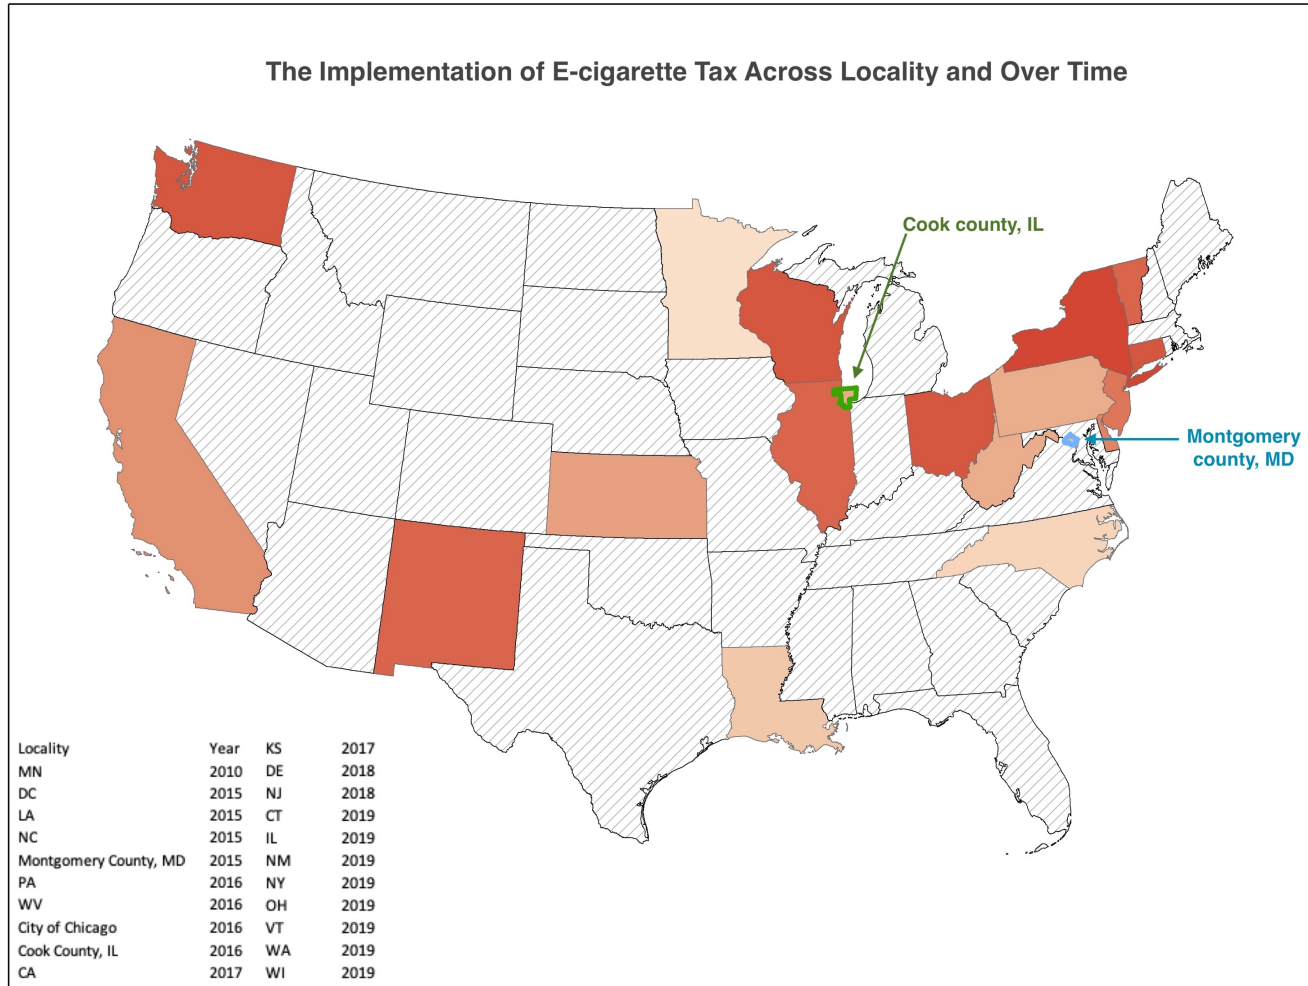 The Implementation of E-cigarette Tax Across Locality and Over Time
Cook county, IL
Montgomery
county, MD
Locality Year KS 2017
MN 2010 DE 2018
DC 2015 NJ 2018
LA 2015 CT 2019
NC 2015 IL 2019
Montgomery County, MD 2015 NM 2019
PA 2016 NY 2019
WV 2016 OH 2019
City of Chicago 2016 VT 2019
Cook County, IL 2016 WA 2019
CA 2017 WI 2019